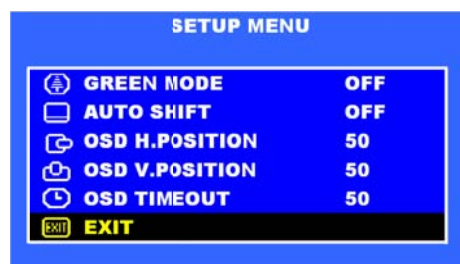 SETUP MENU
GREEN MODE OFF
AUTO SHIFT OFF
OSD H.POSITION 50
OSD V.POSITION 50
OSD TIMEOUT 50
EXIT EXIT